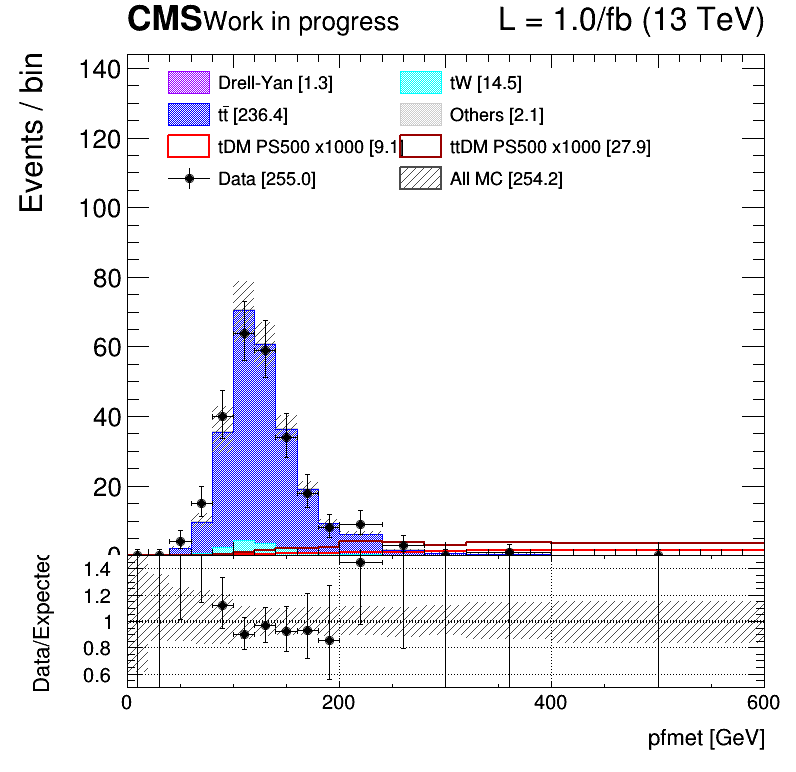 CMS Work in progress L = 1.0/fb (13 TeV)
Events / bin
140
120
100
80
60
40
20
0
Drell-Yan [1.3] tW [14.5]
tt̄ [236.4] Others [2.1]
tDM PS500 x1000 [9.1] ttDM PS500 x1000 [27.9]
Data [255.0] All MC [254.2]
Data/Expected
1.4
1.2
1
0.8
0.6
0 200 400 600
pfmet [GeV]